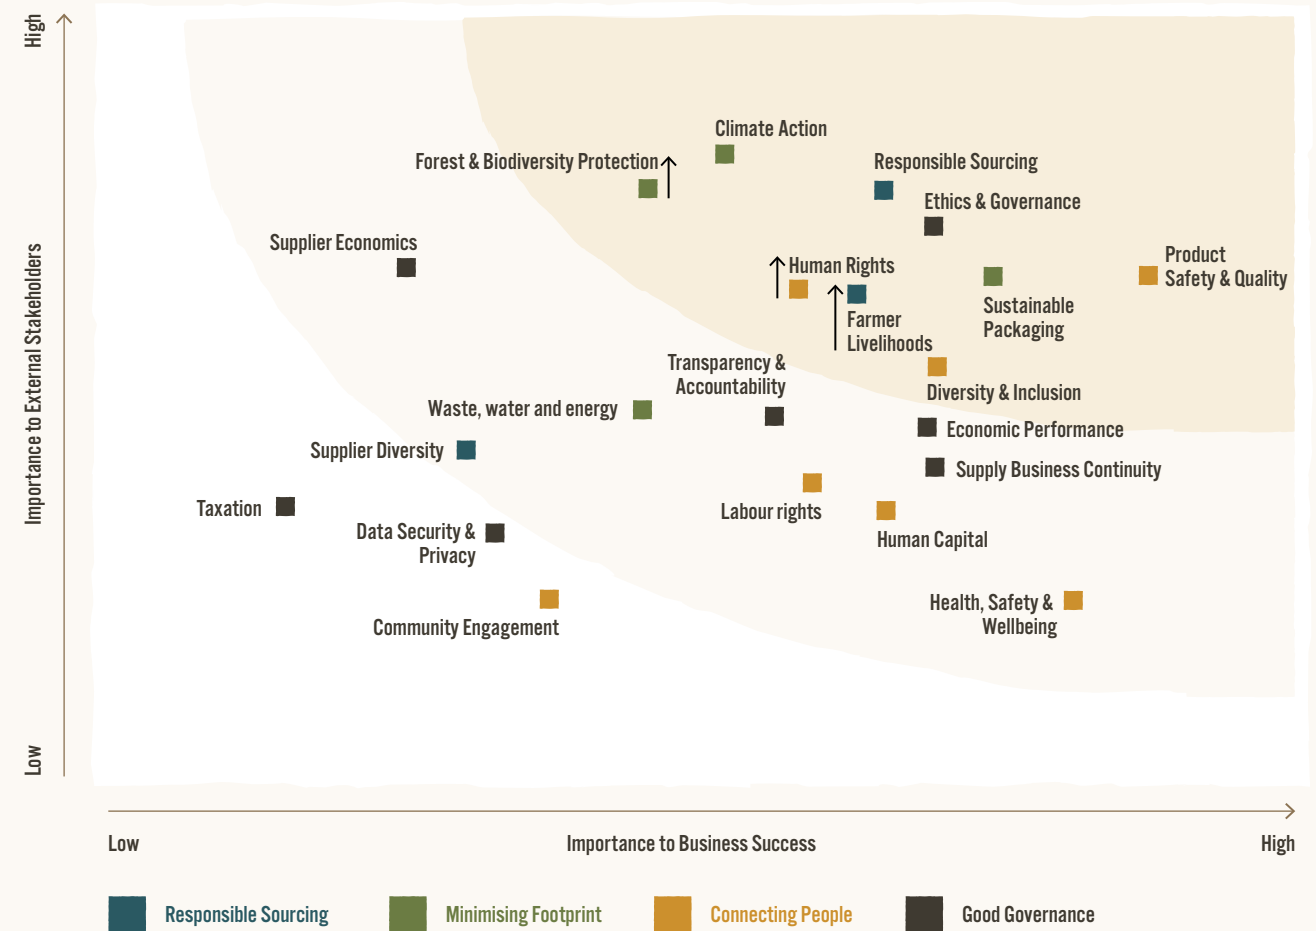 High
Importance to External Stakeholders
Low
Climate Action
Forest & Biodiversity Protection
Responsible Sourcing
Ethics & Governance
Supplier Economics
Product
Safety & Quality
Human Rights
Sustainable
Packaging
Farmer
Livelihoods
Transparency &
Accountability
Diversity & Inclusion
Waste, water and energy
Economic Performance
Supplier Diversity
Supply Business Continuity
Taxation
Labour rights
Data Security &
Privacy
Human Capital
Health, Safety &
Wellbeing
Community Engagement
Low
Importance to Business Success
High
Responsible Sourcing
Minimising Footprint
Connecting People
Good Governance